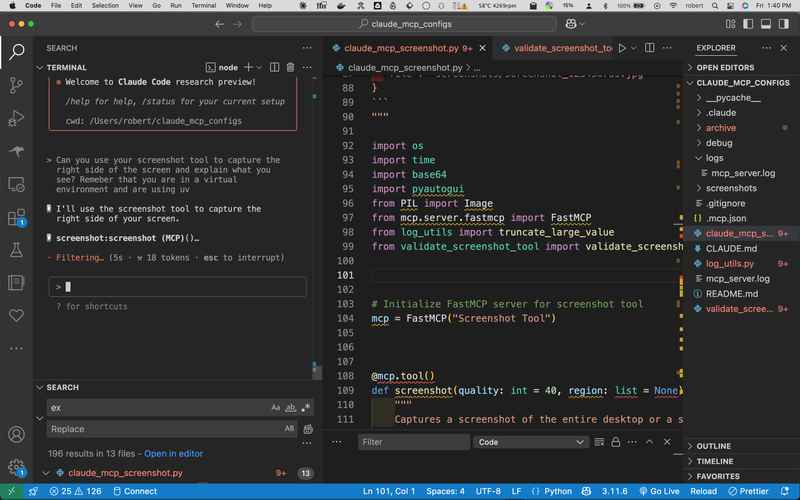 Code File Edit Selection View Go Run Terminal Window Help
58°C 4269rpm
100%
robert
Fri 1:40 PM
claude_mcp_configs
SEARCH
TERMINAL
node
Welcome to Claude Code research preview!
/help for help, /status for your current setup
cwd: /Users/robert/claude_mcp_configs
> Can you use your screenshot tool to capture the
right side of the screen and explain what you
see? Remeber that you are in a virtual
environment and are using uv
I'll use the screenshot tool to capture the
right side of your screen.
screenshot:screenshot (MCP)()…
Filtering… (5s · 18 tokens · esc to interrupt)
>
? for shortcuts
SEARCH
ex
Aa ab
Replace
AB
196 results in 13 files - Open in editor
claude_mcp_screenshot.py 9+ 13
claude_mcp_screenshot.py 9+
validate_screenshot_to
claude_mcp_screenshot.py > ...
88 }
89 ```
90 """
91
92 import os
93 import time
94 import base64
95 import pyautogui
96 from PIL import Image
97 from mcp.server.fastmcp import FastMCP
98 from log_utils import truncate_large_value
99 from validate_screenshot_tool import validate_screensh
100
101
102
103 # Initialize FastMCP server for screenshot tool
104 mcp = FastMCP("Screenshot Tool")
108 @mcp.tool()
109 def screenshot(quality: int = 40, region: list = None)
110 """
111 Captures a screenshot of the entire desktop or a s
Filter
Code
EXPLORER
OPEN EDITORS
CLAUDE_MCP_CONFIGS
__pycache__
.claude
archive
debug
logs
mcp_server.log
screenshots
.gitignore
.mcp.json
claude_mcp_s... 9+
CLAUDE.md
log_utils.py 9+
mcp_server.log
README.md
validate_scree... 9+
OUTLINE
TIMELINE
FAVORITES
25 126 Connect
Ln 101, Col 1 Spaces: 4 UTF-8 LF {} Python 3.11.6 Go Live Reload Prettier